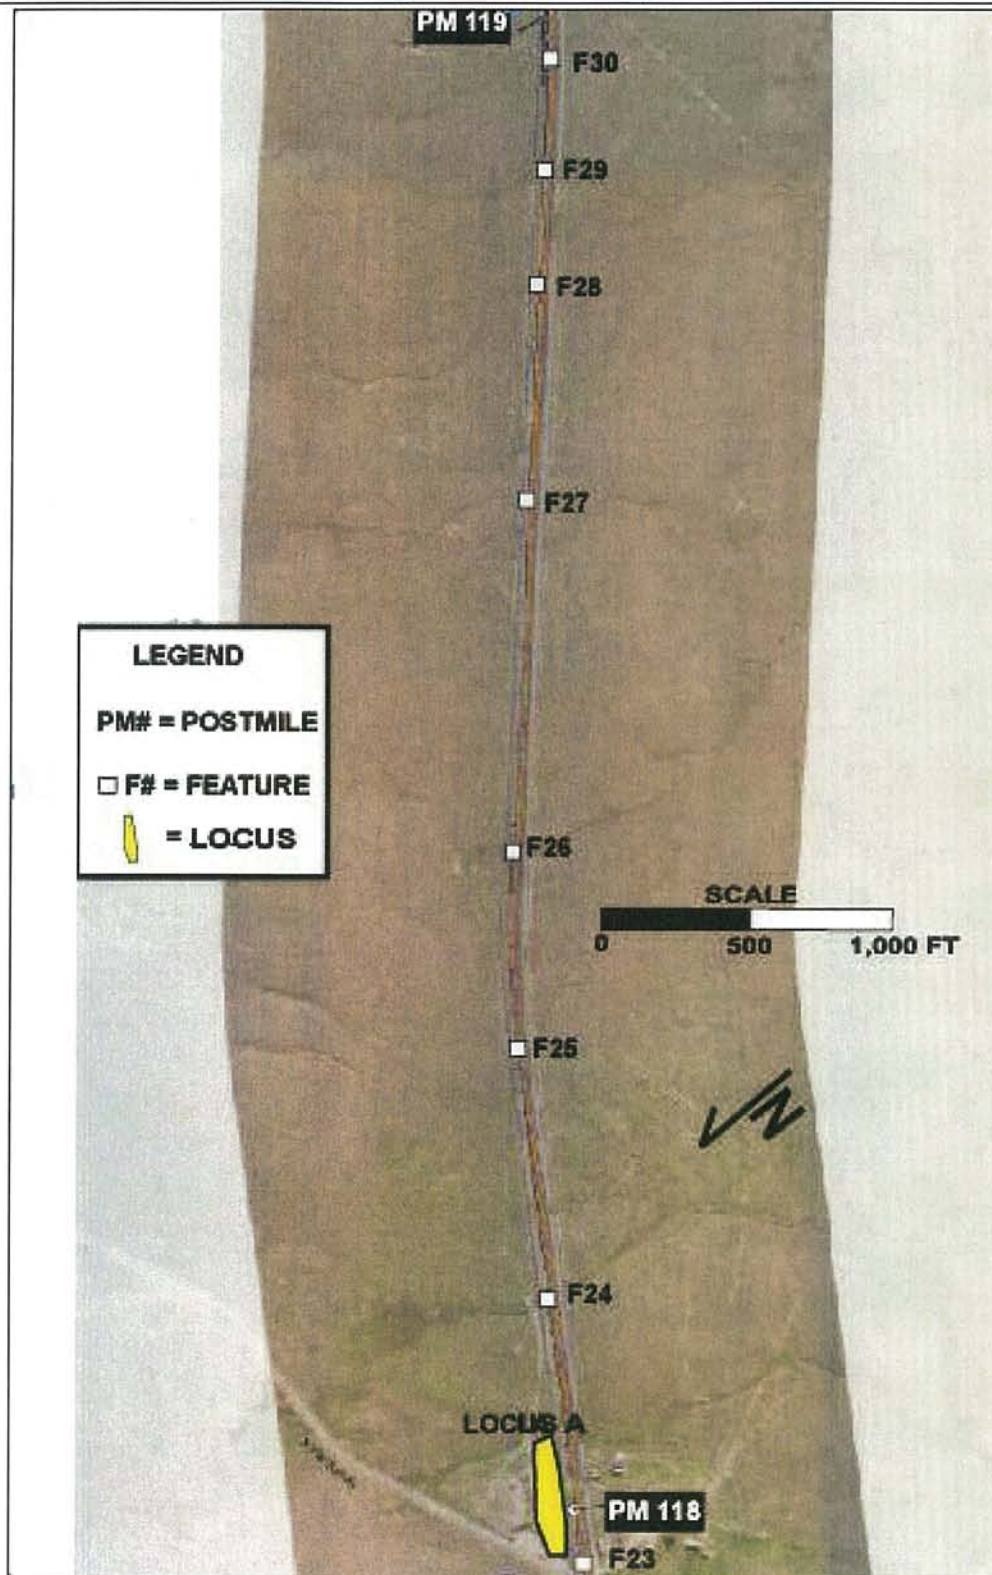 PM 119
F30
F29
F28
F27
LEGEND
PM# = POSTMILE
F# = FEATURE
= LOCUS
F26
SCALE
0 500 1,000 FT
F25
N
F24
LOCUS A
PM 118
F23